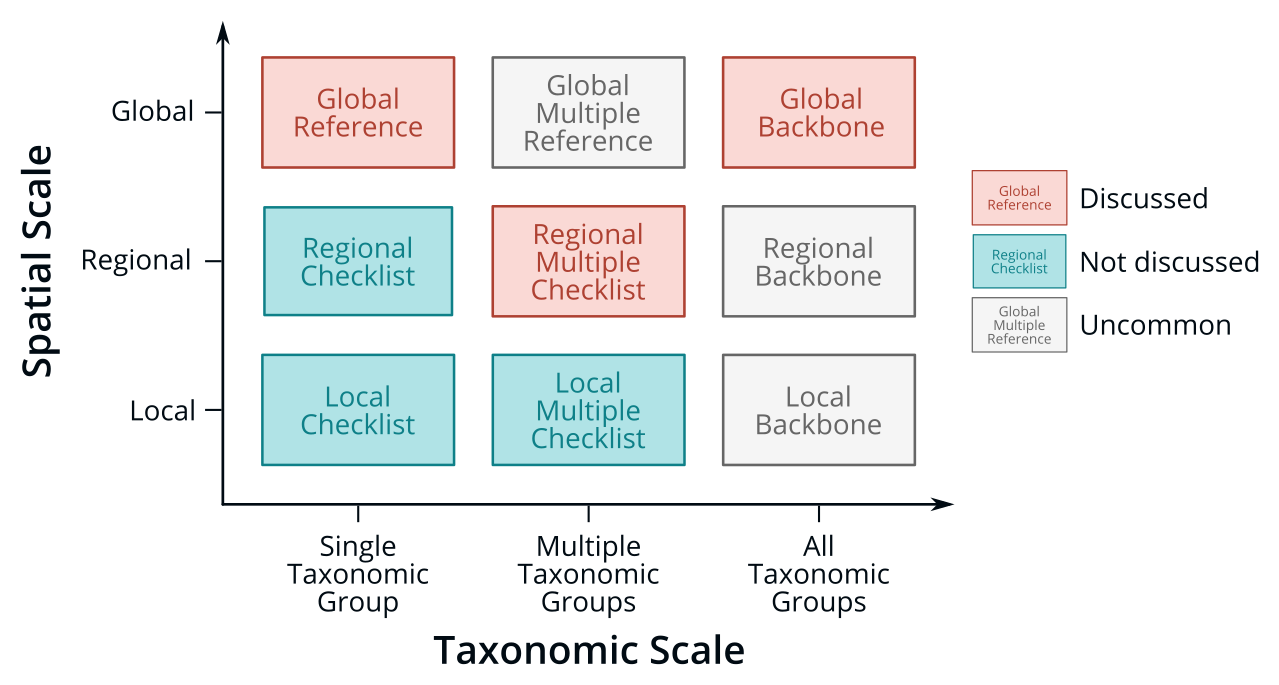 Spatial Scale
Global
Regional
Local
Global
Reference
Global
Multiple
Reference
Global
Backbone
Regional
Checklist
Regional
Multiple
Checklist
Regional
Backbone
Local
Checklist
Local
Multiple
Checklist
Local
Backbone
Single
Taxonomic
Group
Multiple
Taxonomic
Groups
All
Taxonomic
Groups
Taxonomic Scale
Global
Reference
Discussed
Regional
Checklist
Not discussed
Global
Multiple
Reference
Uncommon